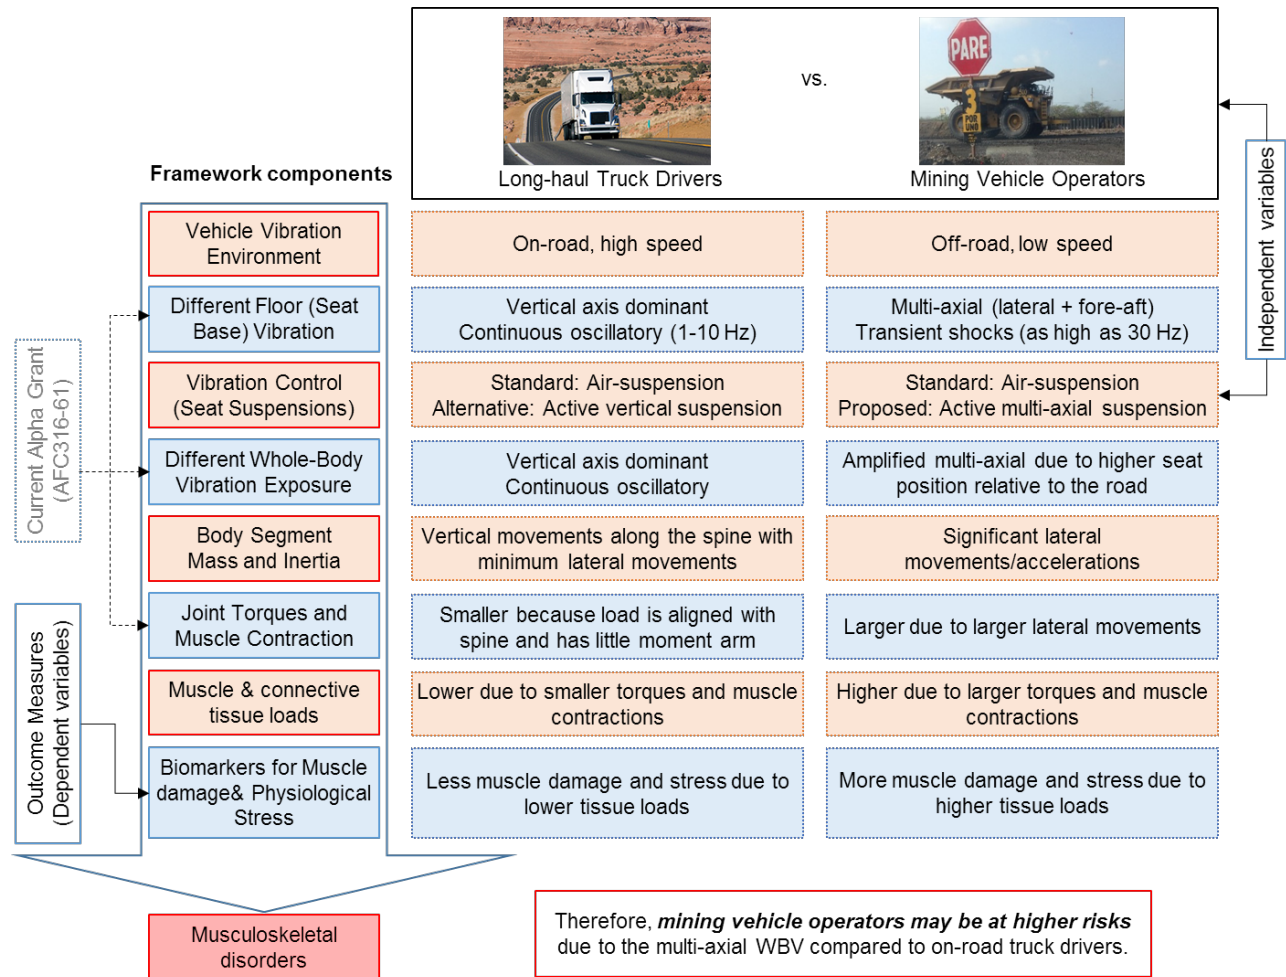 PARE
3
POR
UNO
vs.
Long-haul Truck Drivers
Mining Vehicle Operators
Independent variables
Framework components
Vehicle Vibration
Environment
On-road, high speed
Off-road, low speed
Different Floor (Seat
Base) Vibration
Vertical axis dominant
Continuous oscillatory (1-10 Hz)
Multi-axial (lateral + fore-aft)
Transient shocks (as high as 30 Hz)
Current Alpha Grant
(AFC316-61)
Vibration Control
(Seat Suspensions)
Standard: Air-suspension
Alternative: Active vertical suspension
Standard: Air-suspension
Proposed: Active multi-axial suspension
Different Whole-Body
Vibration Exposure
Vertical axis dominant
Continuous oscillatory
Amplified multi-axial due to higher seat
position relative to the road
Body Segment
Mass and Inertia
Vertical movements along the spine with
minimum lateral movements
Significant lateral
movements/accelerations
Joint Torques and
Muscle Contraction
Smaller because load is aligned with
spine and has little moment arm
Larger due to larger lateral movements
Outcome Measures
(Dependent variables)
Muscle & connective
tissue loads
Lower due to smaller torques and muscle
contractions
Higher due to larger torques and muscle
contractions
Biomarkers for Muscle
damage& Physiological
Stress
Less muscle damage and stress due to
lower tissue loads
More muscle damage and stress due to
higher tissue loads
Musculoskeletal
disorders
Therefore, mining vehicle operators may be at higher risks
due to the multi-axial WBV compared to on-road truck drivers.